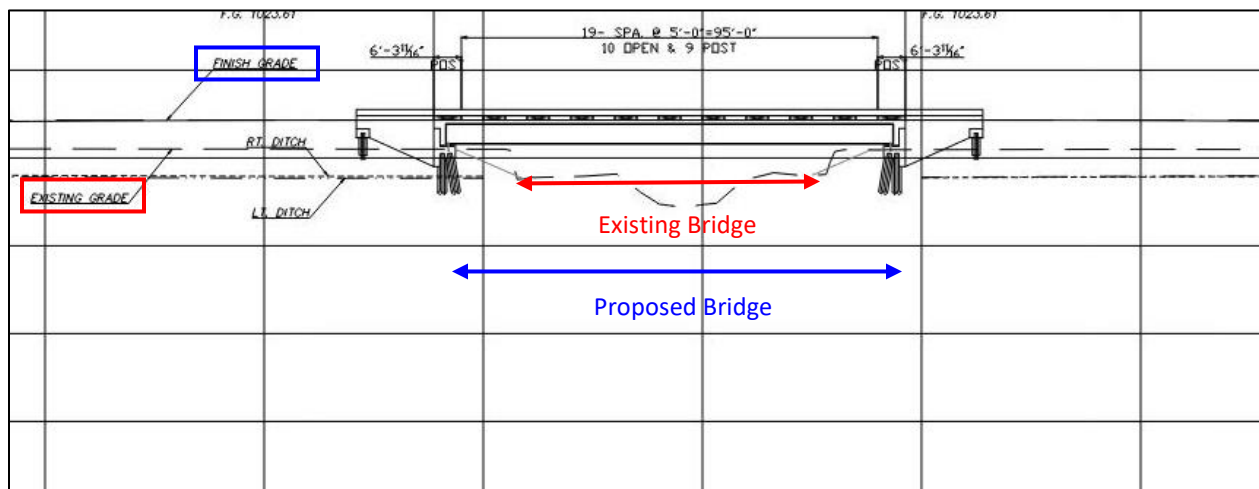 F.G. 1023.61
F.G. 1023.61
19- SPA. @ 5'-0"=95'-0"
10 OPEN & 9 POST
6'-3 11/16"
6'-3 11/16"
POST
POS
FINISH GRADE
RT. DITCH
EXISTING GRADE
LT. DITCH
Existing Bridge
Proposed Bridge